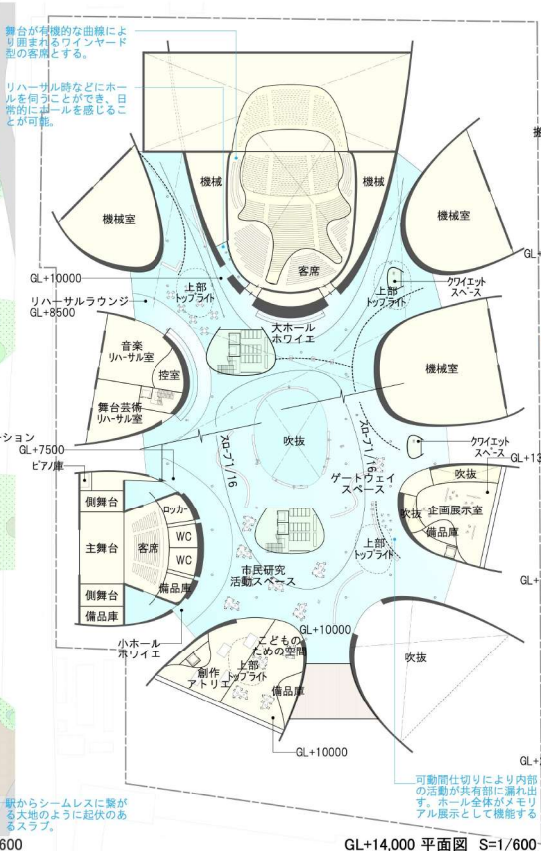 舞台が有機的な曲線によ
り囲まれるワインヤード
型の客席とする。
リハーサル時などにホー
ルを伺うことができ、日
常的にホールを感じるこ
とが可能。
機械
機械
機械室
機械室
客席
GL+10000
上部
トップライト
上部
トップライト
クワイエット
スペース
リハーサルラウンジ
GL+8500
大ホール
ホワイエ
音楽
リハーサル室
控室
舞台芸術
リハーサル室
機械室
ーション
GL+7500
ピアノ庫
スロープ1/16
吹抜
スロープ1/16
ゲートウェイ
スペース
クワイエット
スペース
GL+13
吹抜
吹抜
企画展示室
備品庫
側舞台
主舞台
側舞台
備品庫
客席
ロッカー
WC
WC
備品庫
上部
トップライト
市民研究
活動スペース
小ホール
ホワイエ
GL+10000
こどもの
ための空間
上部
トップライト
創作
アトリエ
備品庫
吹抜
GL+10000
GL+
GL+
GL+
駅からシームレスに繋が
る大地のように起伏のあ
るスラブ。
可動間仕切りにより内部
の活動が共有部に漏れ出
す。ホール全体がメモリ
アル展示として機能する
600
GL+14,000 平面図 S=1/600